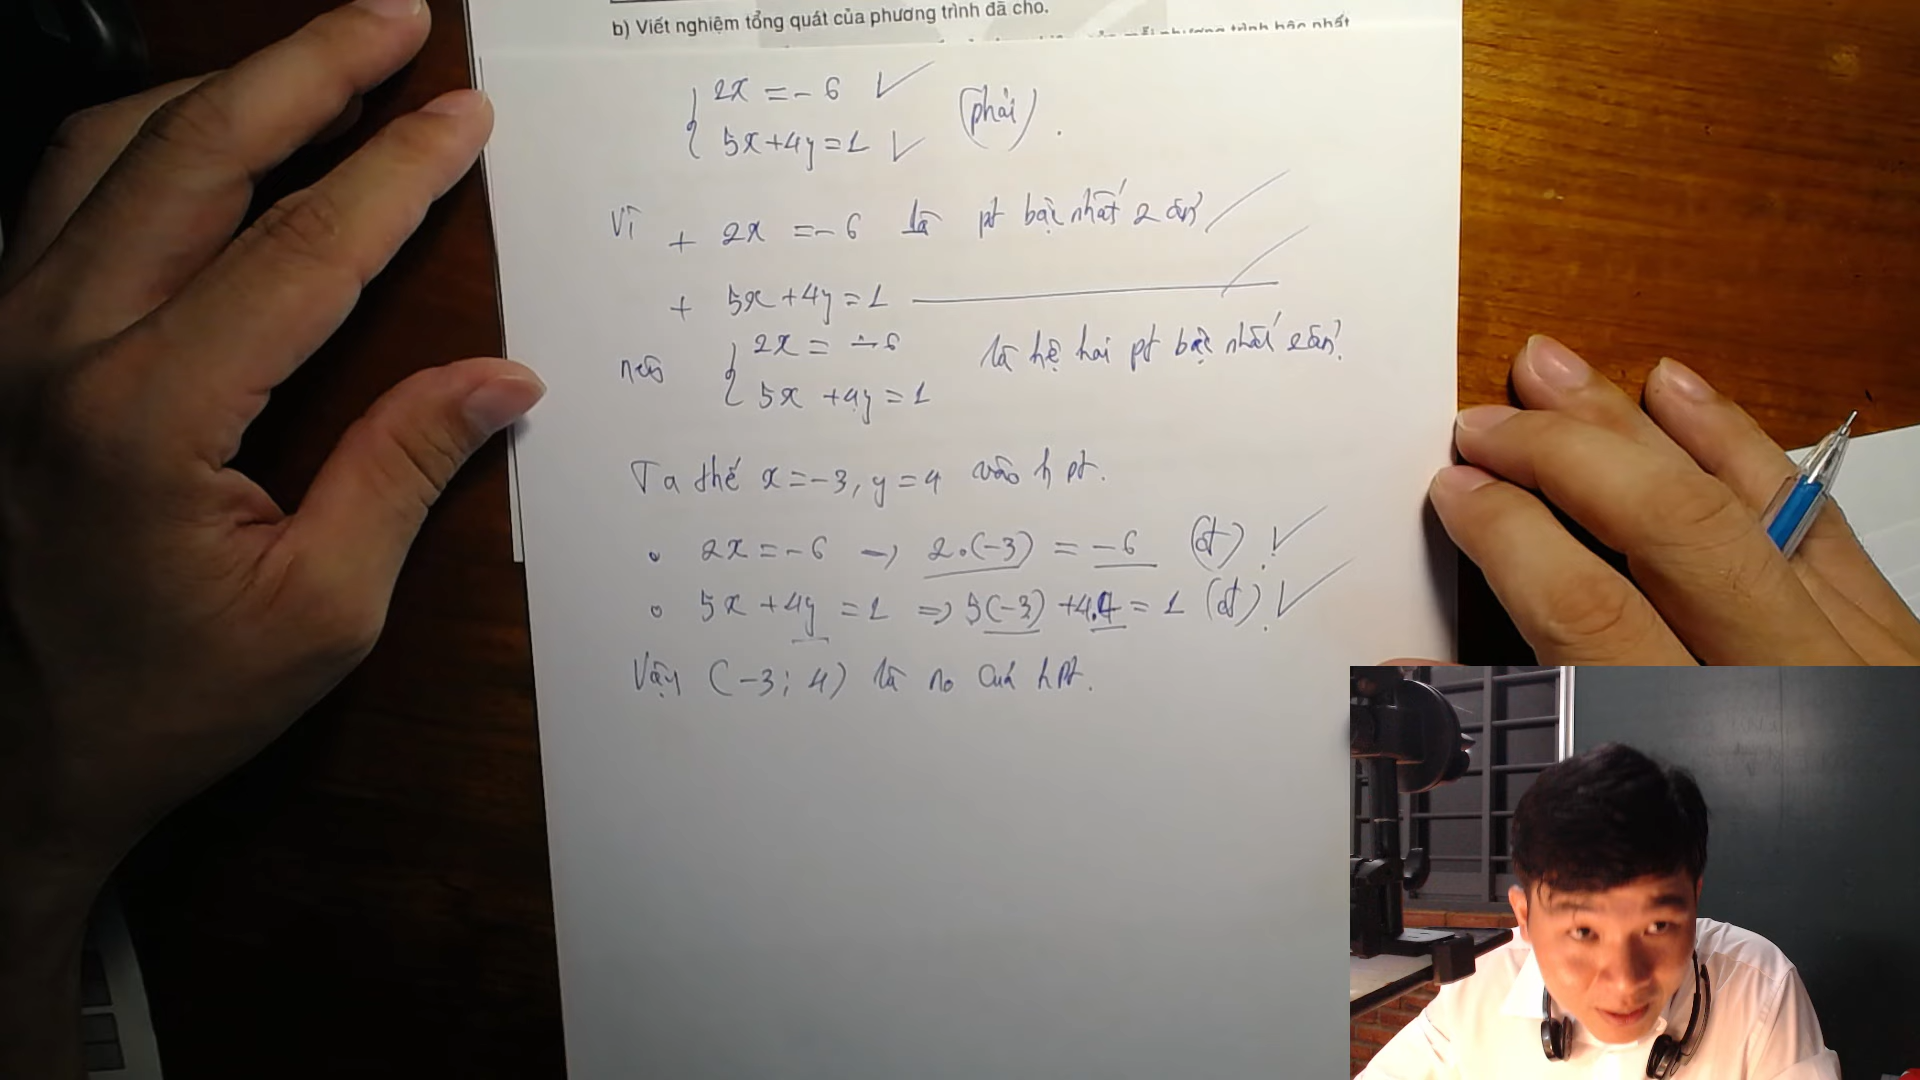 b) Viết nghiệm tổng quát của phương trình đã cho.
2x = - 6 (phải).
5x+4y=1
Vì + 2x = - 6 là pt bậc nhất 2 ẩn
+ 5x+4y=1
nên 2x = -6 là hệ hai pt bậc nhất 2 ẩn
5x +4y=1
Ta thế x=-3, y=4 vào hpt.
2x=-6 → 2.(-3) = -6 (đ)
5x+4y=1 => 5(-3) +4.4 = 1 (đ)
Vậy (-3; 4) là no của hpt.